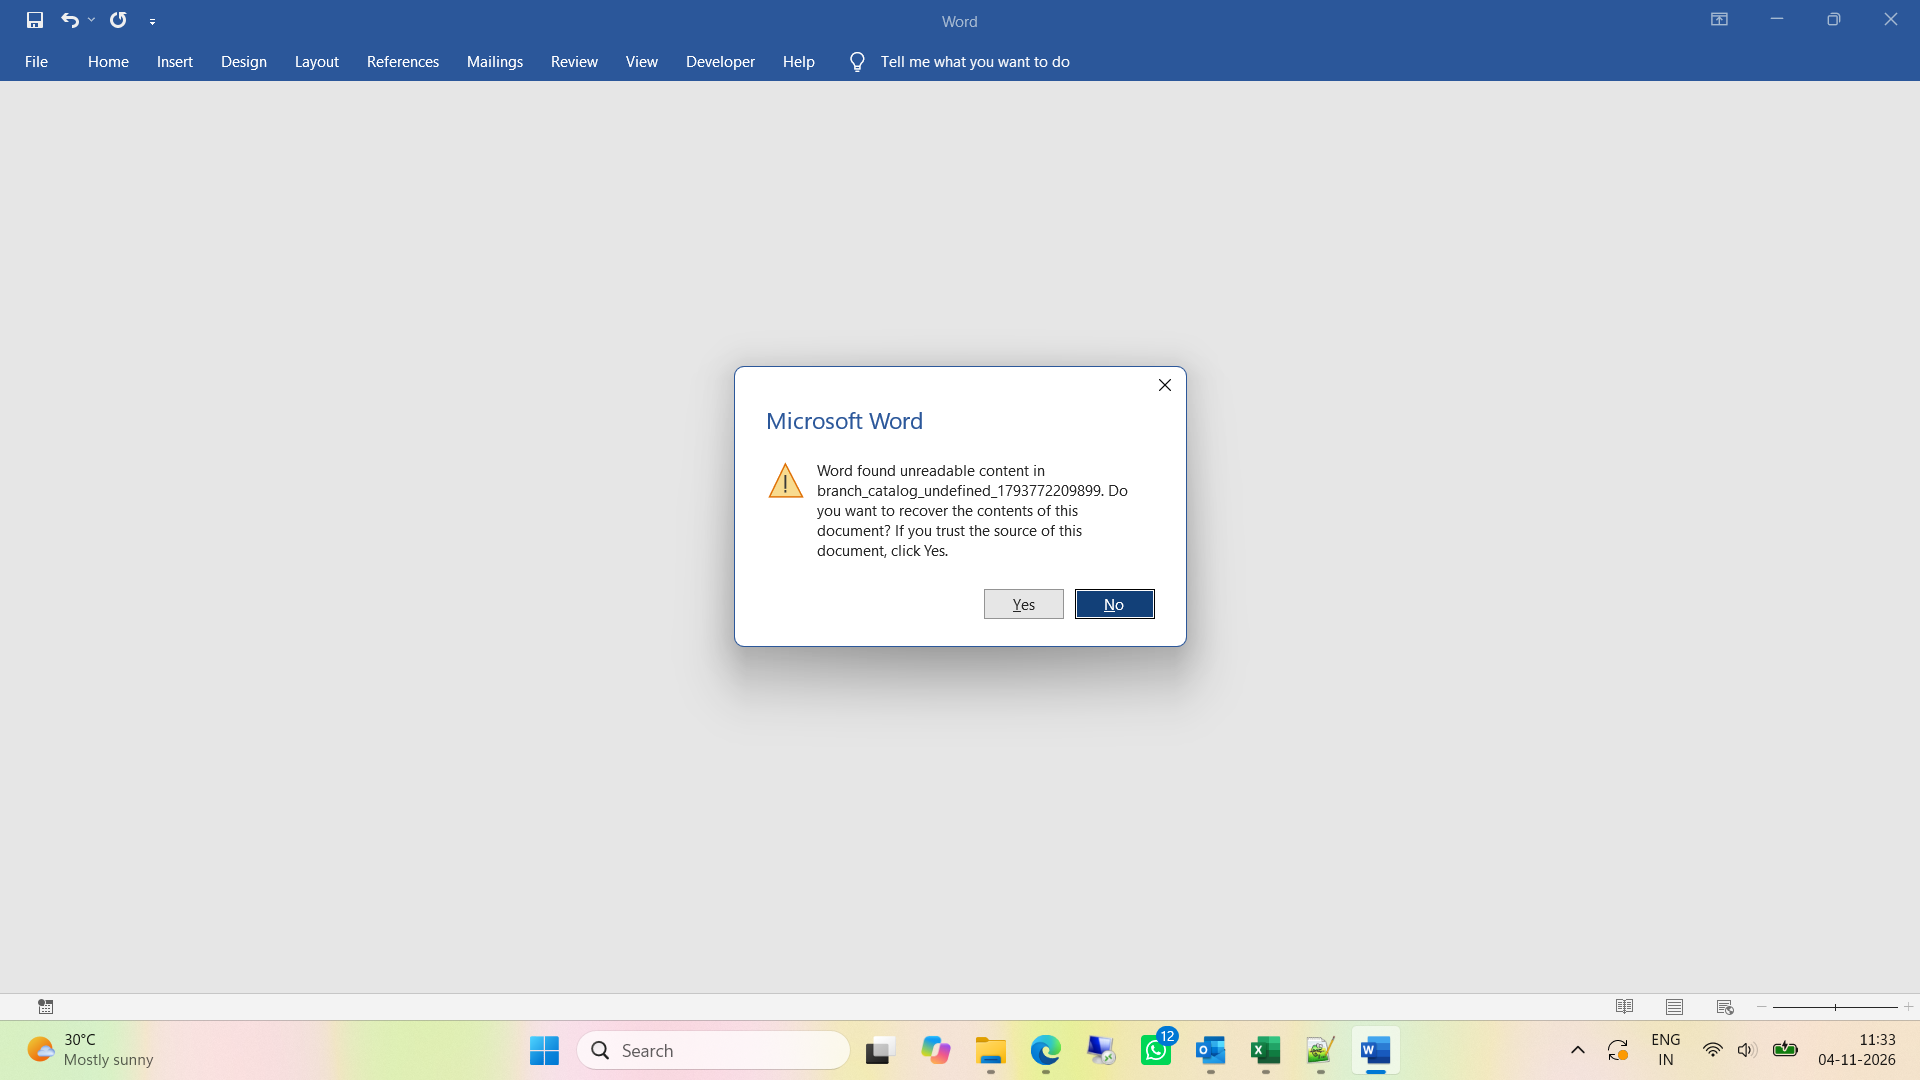 Word
File Home Insert Design Layout References Mailings Review View Developer Help Tell me what you want to do
Microsoft Word
Word found unreadable content in
branch_catalog_undefined_1793772209899. Do
you want to recover the contents of this
document? If you trust the source of this
document, click Yes.
Yes No
30°C
Mostly sunny
Search
12
ENG
IN
11:33
04-11-2026